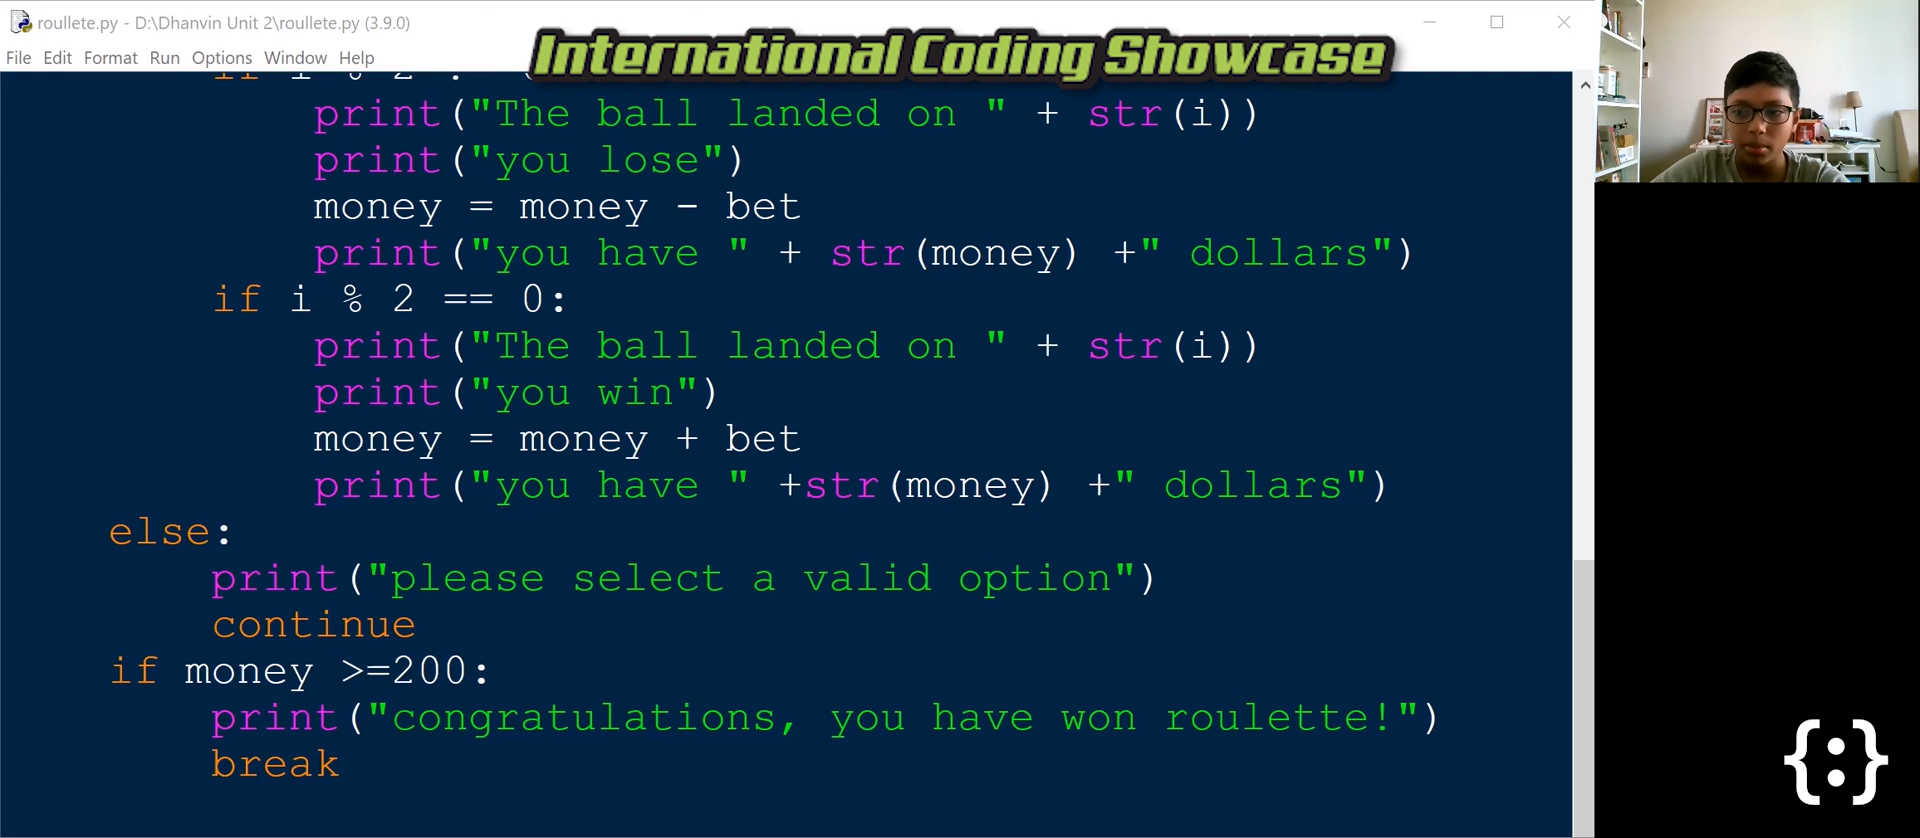 roullete.py - D:\Dhanvin Unit 2\roullete.py (3.9.0)
International Coding Showcase
File Edit Format Run Options Window Help
print("The ball landed on " + str(i))
print("you lose")
money = money - bet
print("you have " + str(money) +" dollars")
if i % 2 == 0:
print("The ball landed on " + str(i))
print("you win")
money = money + bet
print("you have " +str(money) +" dollars")
else:
print("please select a valid option")
continue
if money >=200:
print("congratulations, you have won roulette!")
break
{:}